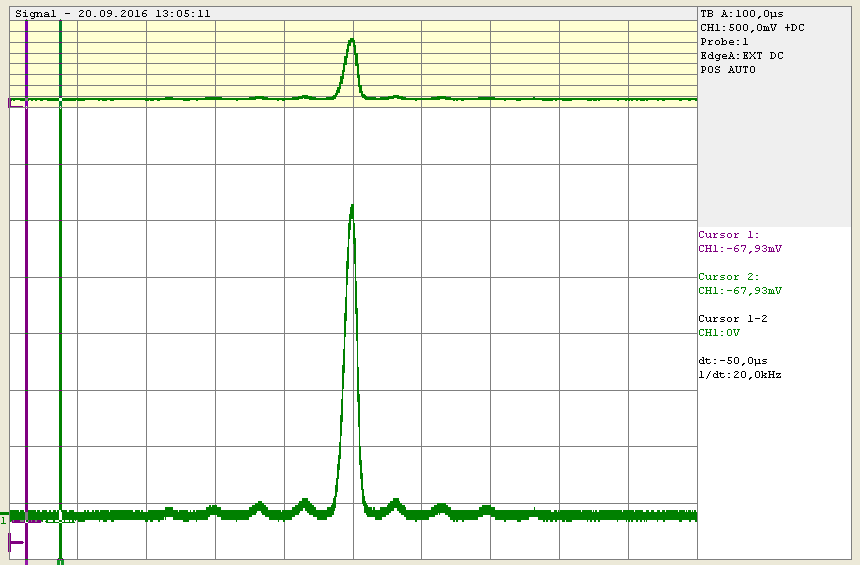 Signal - 20.09.2016 13:05:11
TB A:100,0µs
CH1:500,0mV +DC
Probe:1
EdgeA:EXT DC
POS AUTO
Cursor 1:
CH1:-67,93mV
Cursor 2:
CH1:-67,93mV
Cursor 1-2
CH1:0V
dt:-50,0µs
1/dt:20,0kHz
1